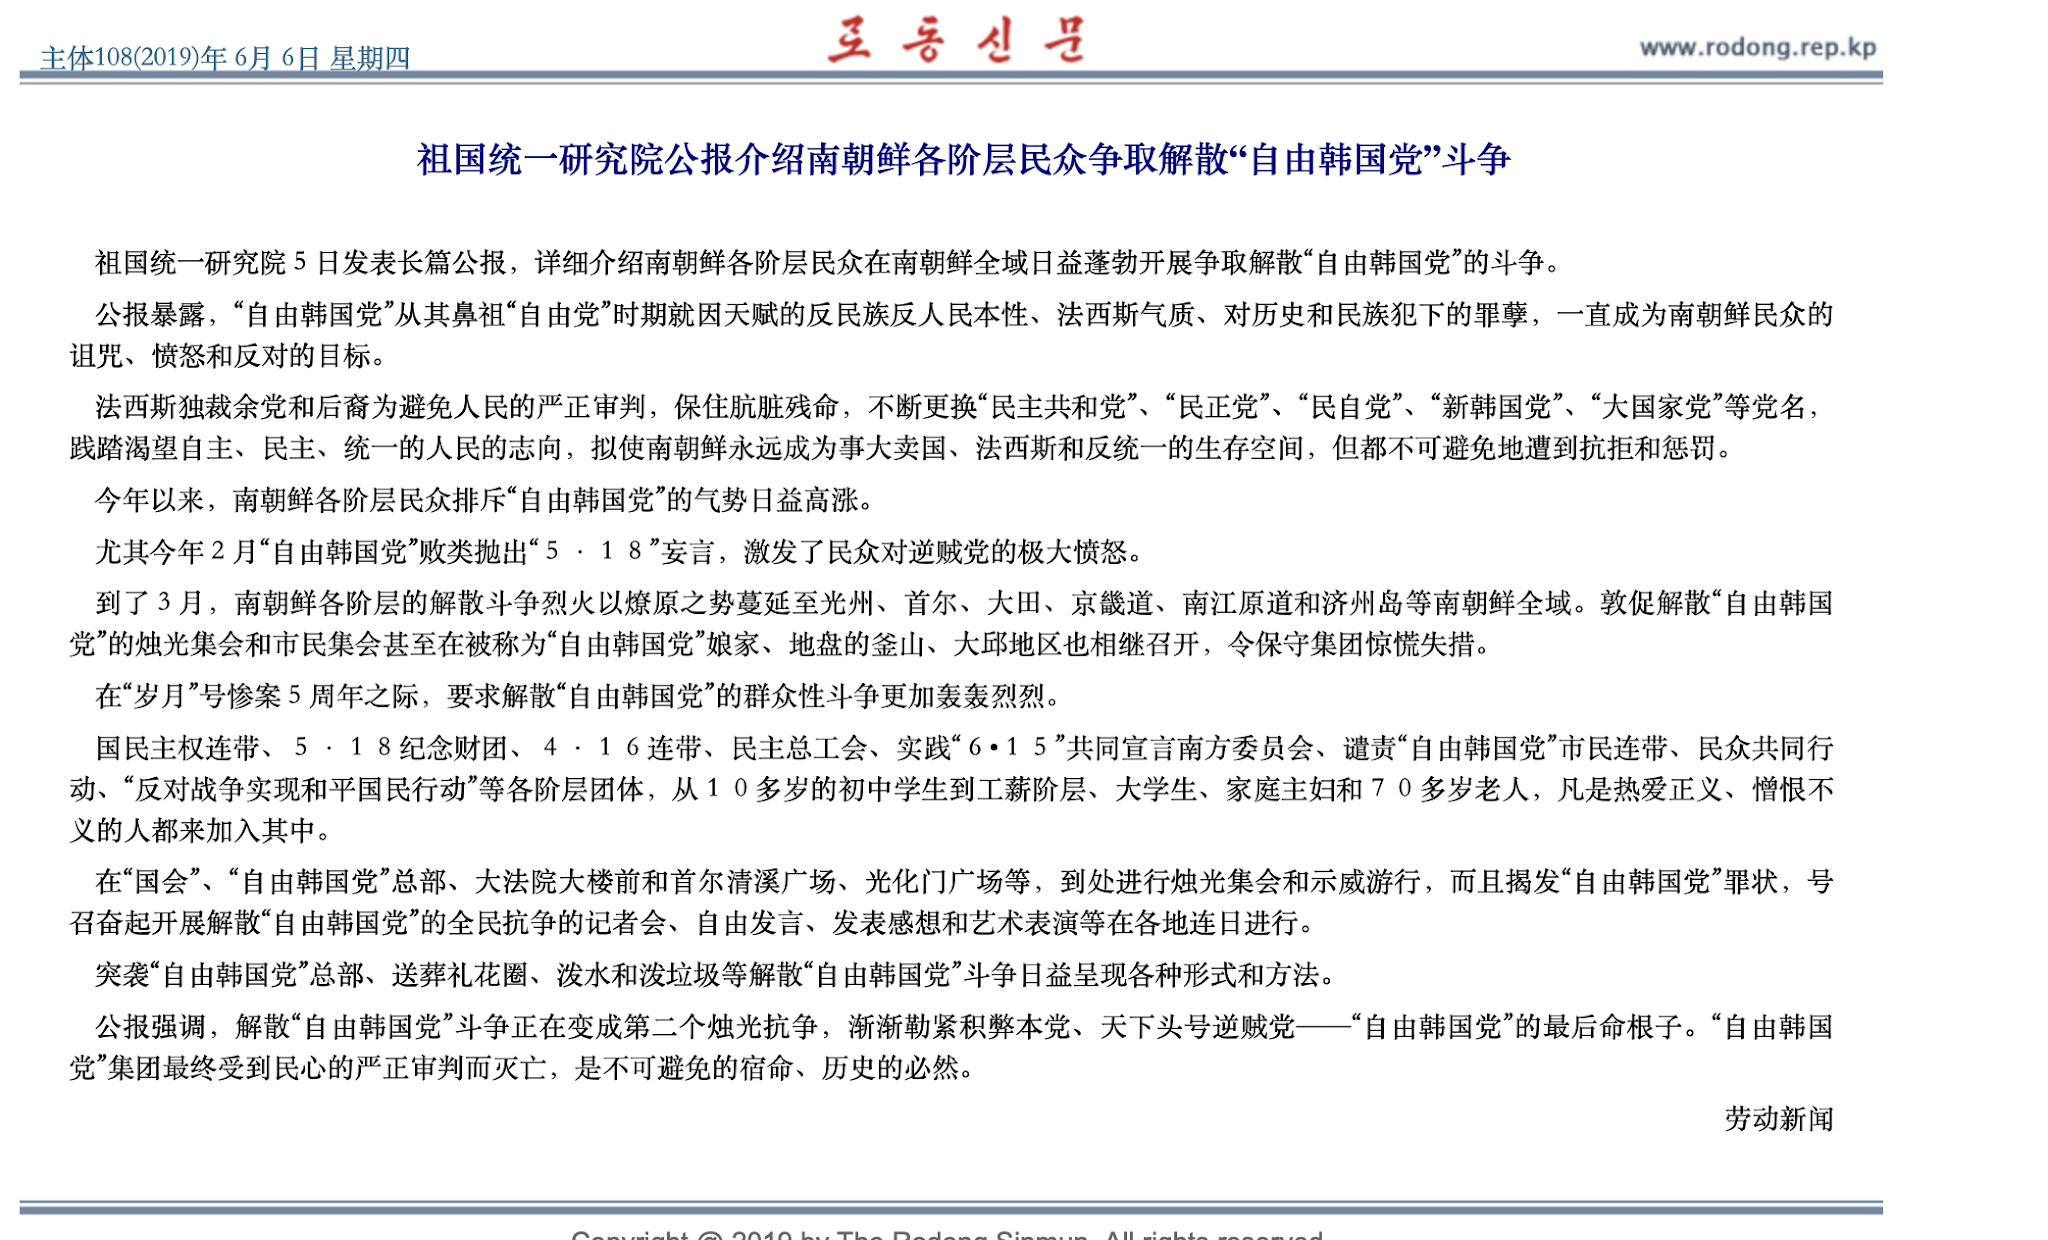 主体108(2019)年 6月 6日 星期四
로동신문
www.rodong.rep.kp
祖国统一研究院公报介绍南朝鲜各阶层民众争取解散“自由韩国党”斗争
祖国统一研究院５日发表长篇公报，详细介绍南朝鲜各阶层民众在南朝鲜全域日益蓬勃开展争取解散“自由韩国党”的斗争。
公报暴露，“自由韩国党”从其鼻祖“自由党”时期就因天赋的反民族反人民本性、法西斯气质、对历史和民族犯下的罪孽，一直成为南朝鲜民众的
诅咒、愤怒和反对的目标。
法西斯独裁余党和后裔为避免人民的严正审判，保住肮脏残命，不断更换“民主共和党”、“民正党”、“民自党”、“新韩国党”、“大国家党”等党名，
践踏渴望自主、民主、统一的人民的志向，拟使南朝鲜永远成为事大卖国、法西斯和反统一的生存空间，但都不可避免地遭到抗拒和惩罚。
今年以来，南朝鲜各阶层民众排斥“自由韩国党”的气势日益高涨。
尤其今年２月“自由韩国党”败类抛出“５·１８”妄言，激发了民众对逆贼党的极大愤怒。
到了３月，南朝鲜各阶层的解散斗争烈火以燎原之势蔓延至光州、首尔、大田、京畿道、南江原道和济州岛等南朝鲜全域。敦促解散“自由韩国
党”的烛光集会和市民集会甚至在被称为“自由韩国党”娘家、地盘的釜山、大邱地区也相继召开，令保守集团惊慌失措。
在“岁月”号惨案５周年之际，要求解散“自由韩国党”的群众性斗争更加轰轰烈烈。
国民主权连带、５·１８纪念财团、４·１６连带、民主总工会、实践“６•１５”共同宣言南方委员会、谴责“自由韩国党”市民连带、民众共同行
动、“反对战争实现和平国民行动”等各阶层团体，从１０多岁的初中学生到工薪阶层、大学生、家庭主妇和７０多岁老人，凡是热爱正义、憎恨不
义的人都来加入其中。
在“国会”、“自由韩国党”总部、大法院大楼前和首尔清溪广场、光化门广场等，到处进行烛光集会和示威游行，而且揭发“自由韩国党”罪状，号
召奋起开展解散“自由韩国党”的全民抗争的记者会、自由发言、发表感想和艺术表演等在各地连日进行。
突袭“自由韩国党”总部、送葬礼花圈、泼水和泼垃圾等解散“自由韩国党”斗争日益呈现各种形式和方法。
公报强调，解散“自由韩国党”斗争正在变成第二个烛光抗争，渐渐勒紧积弊本党、天下头号逆贼党——“自由韩国党”的最后命根子。“自由韩国
党”集团最终受到民心的严正审判而灭亡，是不可避免的宿命、历史的必然。
劳动新闻
Copyright @ 2019 by The Rodong Sinmun. All rights reserved.